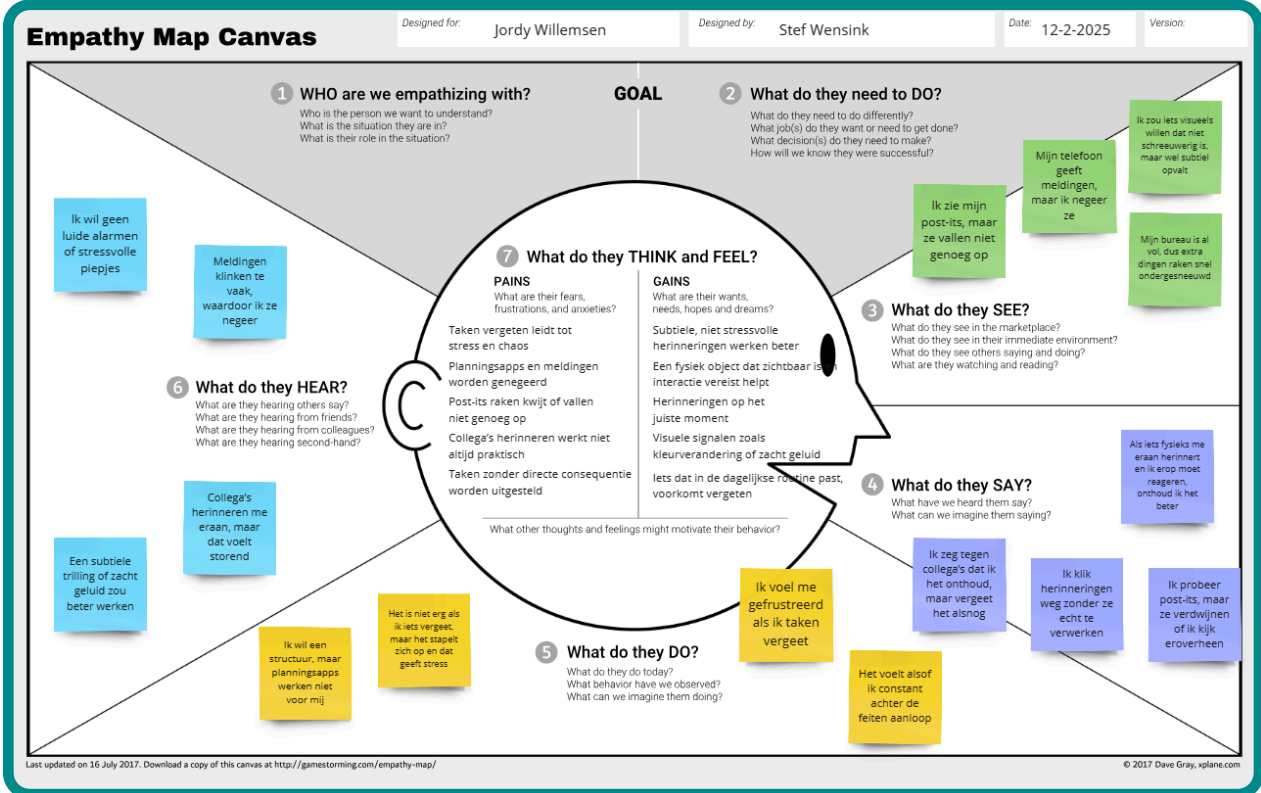 Empathy Map Canvas
Designed for:
Jordy Willemsen
Designed by:
Stef Wensink
Date:
12-2-2025
Version:
1 WHO are we empathizing with?
Who is the person we want to understand?
What is the situation they are in?
What is their role in the situation?
GOAL
2 What do they need to DO?
What do they need to do differently?
What job(s) do they want or need to get done?
What decision(s) do they need to make?
How will we know they were successful?
Ik zie mijn
post-its, maar
ze vallen niet
genoeg op
Mijn telefoon
geeft
meldingen,
maar ik negeer
ze
Ik zou iets visueels
willen dat niet
schreeuwerig is,
maar wel subtiel
opvalt
Mijn bureau is al
vol, dus extra
dingen raken snel
ondergesneeuwd
3 What do they SEE?
What do they see in the marketplace?
What do they see in their immediate environment?
What do they see others saying and doing?
What are they watching and reading?
4 What do they SAY?
What have we heard them say?
What can we imagine them saying?
Als iets fysieks me
eraan herinnert
en ik erop moet
reageren,
onthoud ik het
beter
Ik zeg tegen
collega's dat ik
het onthoud,
maar vergeet
het alsnog
Ik klik
herinneringen
weg zonder ze
echt te
verwerken
Ik probeer
post-its, maar
ze verdwijnen
of ik kijk
eroverheen
5 What do they DO?
What do they do today?
What behavior have we observed?
What can we imagine them doing?
Ik wil een
structuur, maar
planningsapps
werken niet
voor mij
Het is niet erg als
ik iets vergeet,
maar het stapelt
zich op en dat
geeft stress
Ik voel me
gefrustreerd
als ik taken
vergeet
Het voelt alsof
ik constant
achter de
feiten aanloop
6 What do they HEAR?
What are they hearing others say?
What are they hearing from friends?
What are they hearing from colleagues?
What are they hearing second-hand?
Ik wil geen
luide alarmen
of stressvolle
piepjes
Meldingen
klinken te
vaak,
waardoor ik ze
negeer
Collega's
herinneren me
eraan, maar
dat voelt
storend
Een subtiele
trilling of zacht
geluid zou
beter werken
7 What do they THINK and FEEL?
PAINS
What are their fears,
frustrations, and anxieties?
Taken vergeten leidt tot
stress en chaos
Planningsapps en meldingen
worden genegeerd
Post-its raken kwijt of vallen
niet genoeg op
Collega's herinneren werkt niet
altijd praktisch
Taken zonder directe consequentie
worden uitgesteld
GAINS
What are their wants,
needs, hopes and dreams?
Subtiele, niet stressvolle
herinneringen werken beter
Een fysiek object dat zichtbaar is en
interactie vereist helpt
Herinneringen op het
juiste moment
Visuele signalen zoals
kleurverandering of zacht geluid
Iets dat in de dagelijkse routine past,
voorkomt vergeten
What other thoughts and feelings might motivate their behavior?
Last updated on 16 July 2017. Download a copy of this canvas at http://gamestorming.com/empathy-map/
© 2017 Dave Gray, xplane.com